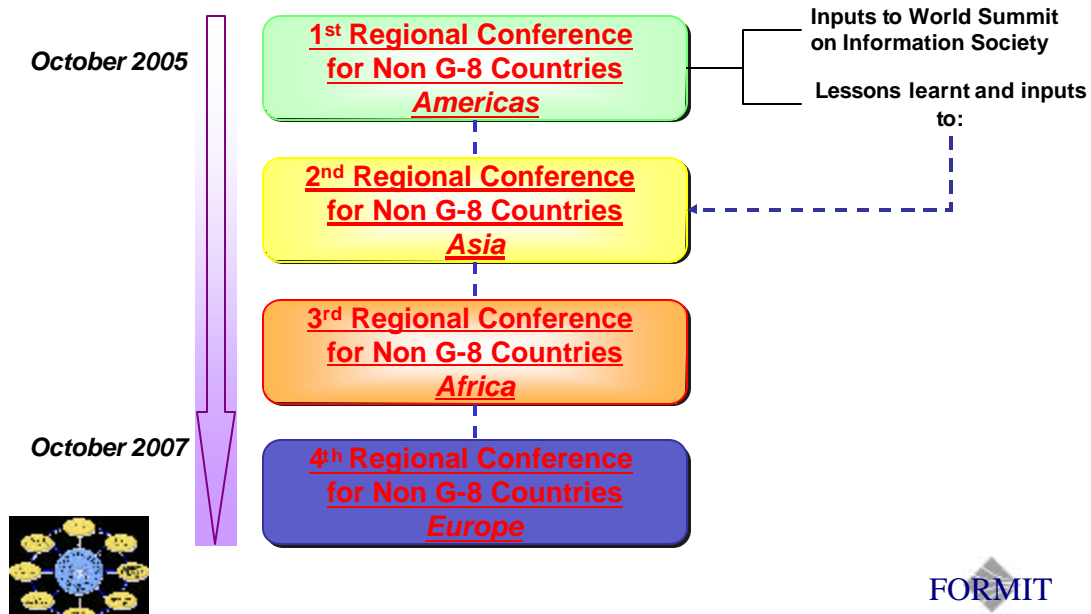 October 2005
1st Regional Conference
for Non G-8 Countries
Americas
Inputs to World Summit
on Information Society
Lessons learnt and inputs
to:
2nd Regional Conference
for Non G-8 Countries
Asia
3rd Regional Conference
for Non G-8 Countries
Africa
October 2007
4th Regional Conference
for Non G-8 Countries
Europe
FORMIT